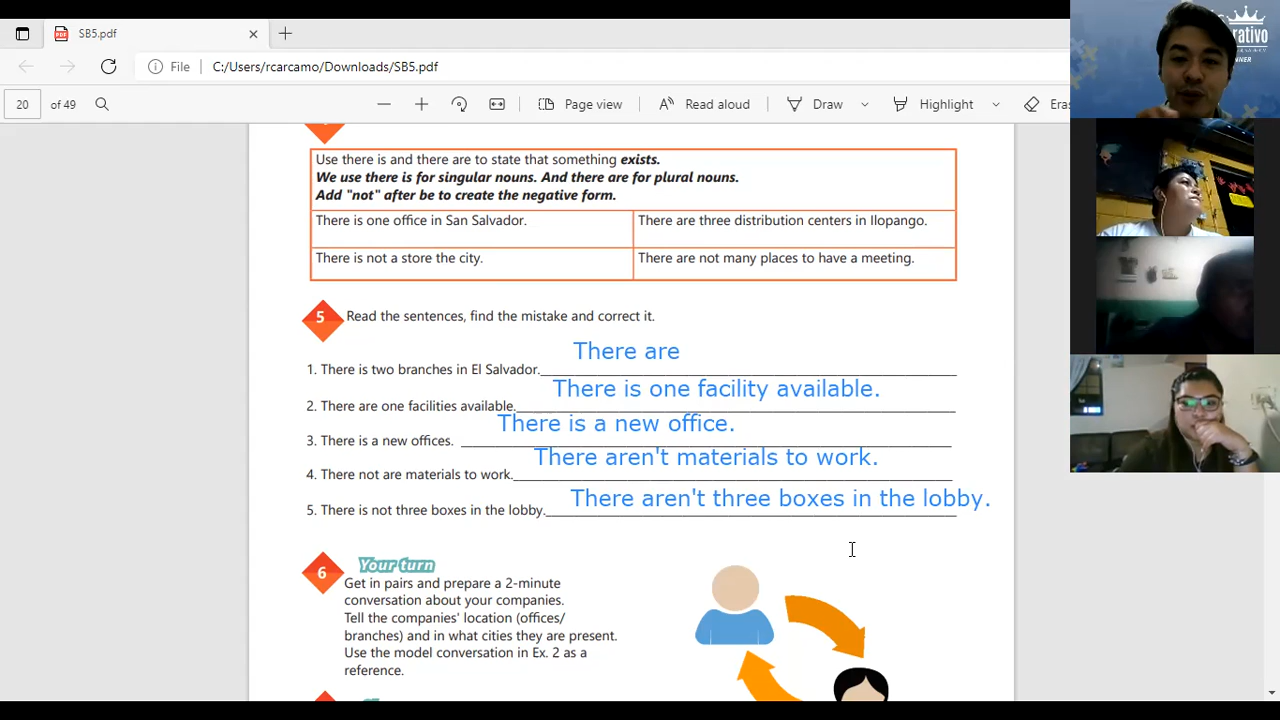 SB5.pdf
File C:/Users/rcarcamo/Downloads/SB5.pdf
20 of 49 Page view Read aloud Draw Highlight Eras
rativo
NNER
Use there is and there are to state that something exists.
We use there is for singular nouns. And there are for plural nouns.
Add "not" after be to create the negative form.
There is one office in San Salvador. There are three distribution centers in Ilopango.
There is not a store the city. There are not many places to have a meeting.
5 Read the sentences, find the mistake and correct it.
There are
1. There is two branches in El Salvador.
There is one facility available.
2. There are one facilities available.
There is a new office.
3. There is a new offices.
There aren't materials to work.
4. There not are materials to work.
There aren't three boxes in the lobby.
5. There is not three boxes in the lobby.
6 Your turn
Get in pairs and prepare a 2-minute
conversation about your companies.
Tell the companies' location (offices/
branches) and in what cities they are present.
Use the model conversation in Ex. 2 as a
reference.